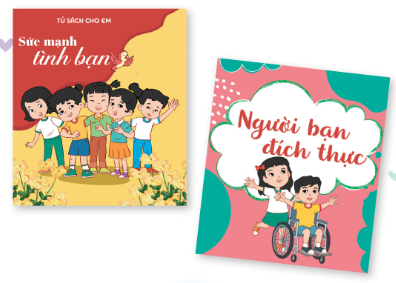 TỦ SÁCH CHO EM
Sức mạnh
tình bạn
Người bạn
đích thực